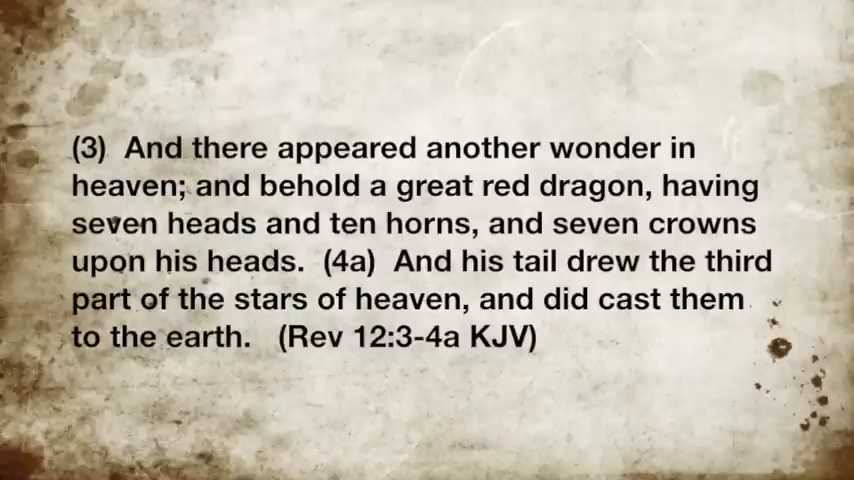 (3)  And there appeared another wonder in
heaven; and behold a great red dragon, having
seven heads and ten horns, and seven crowns
upon his heads.  (4a)  And his tail drew the third
part of the stars of heaven, and did cast them
to the earth.   (Rev 12:3-4a KJV)